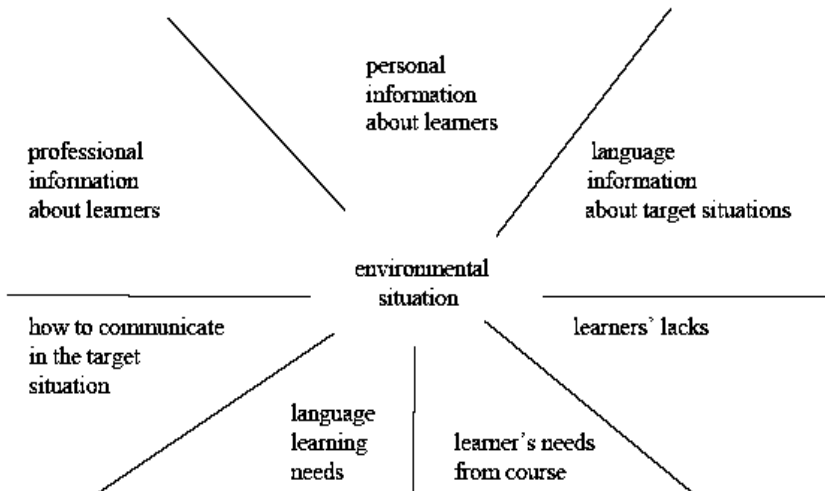 personal
information
about learners
professional
information
about learners
language
information
about target situations
environmental
situation
how to communicate
in the target
situation
learners' lacks
language
learning
needs
learner's needs
from course